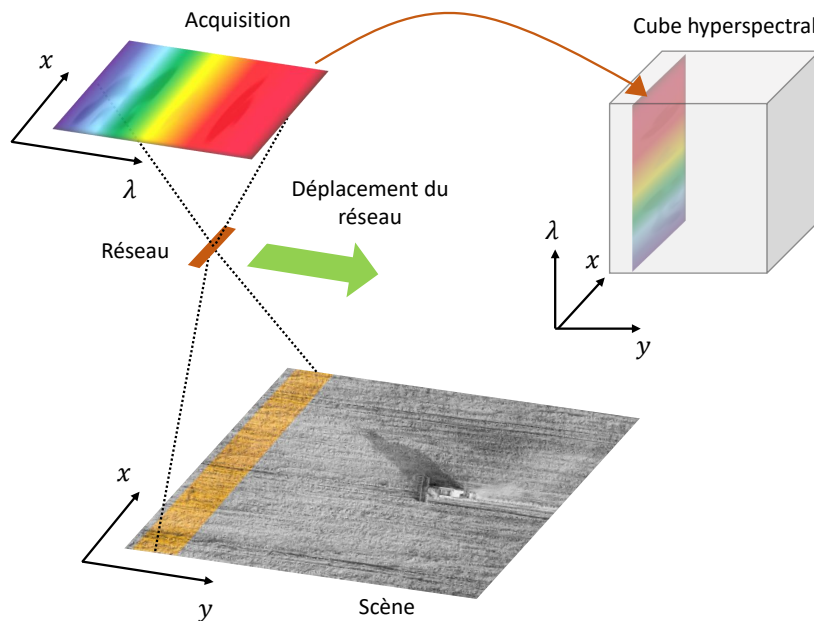 Acquisition
Cube hyperspectral
x
λ
Déplacement du
réseau
Réseau
λ
x
y
x
y
Scène